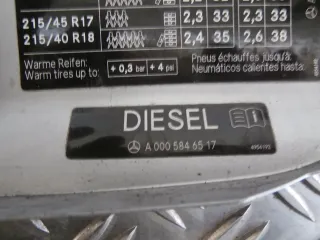 215/45 R17 2,3 33 2,3 33
215/40 R18 2,4 35 2,6 38
Warme Reifen: Péches échauffés jusqu'à:
Warm tires up to: + 0,3 bar + 4 psi Neumáticos calientes hasta:
DIESEL
A 000 584 65 17